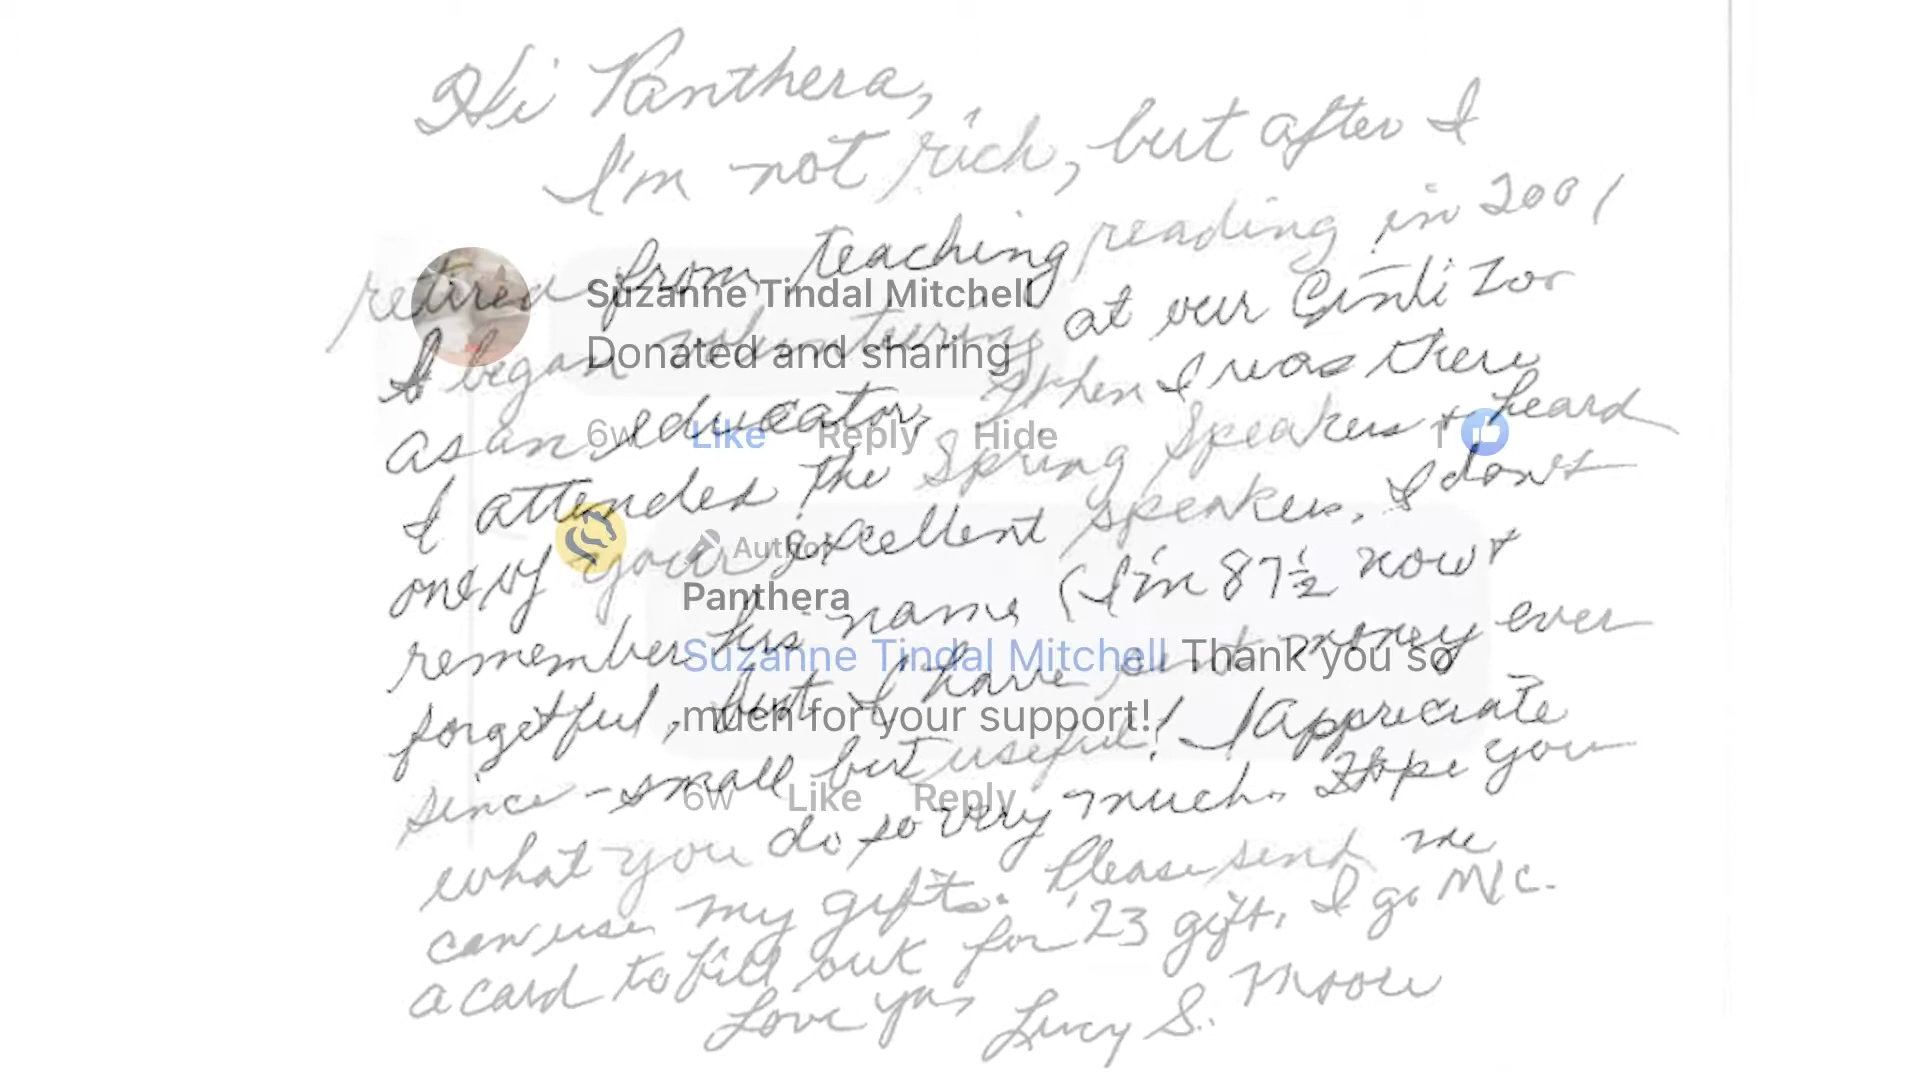 Hi Panthera,
I'm not rich, but after I
retired from teaching reading in 2001
I began volunteering at our Cinti Zoo
as an educator. When I was there
I attended the Spring Speakers + heard
one of your excellent speakers. I don't
remember his name (I'm 87½ now +
forgetful, but I have sent money ever
since - small but useful! I appreciate
what you do so very much. Hope you
can use my gifts. Please send me
a card to fill out for '23 gift. I go M/C.
Love ya, Lucy S. Moore
Suzanne Tindal Mitchell
Donated and sharing
6w Like Reply Hide 1
Author
Panthera
Suzanne Tindal Mitchell Thank you so
much for your support!
6w Like Reply